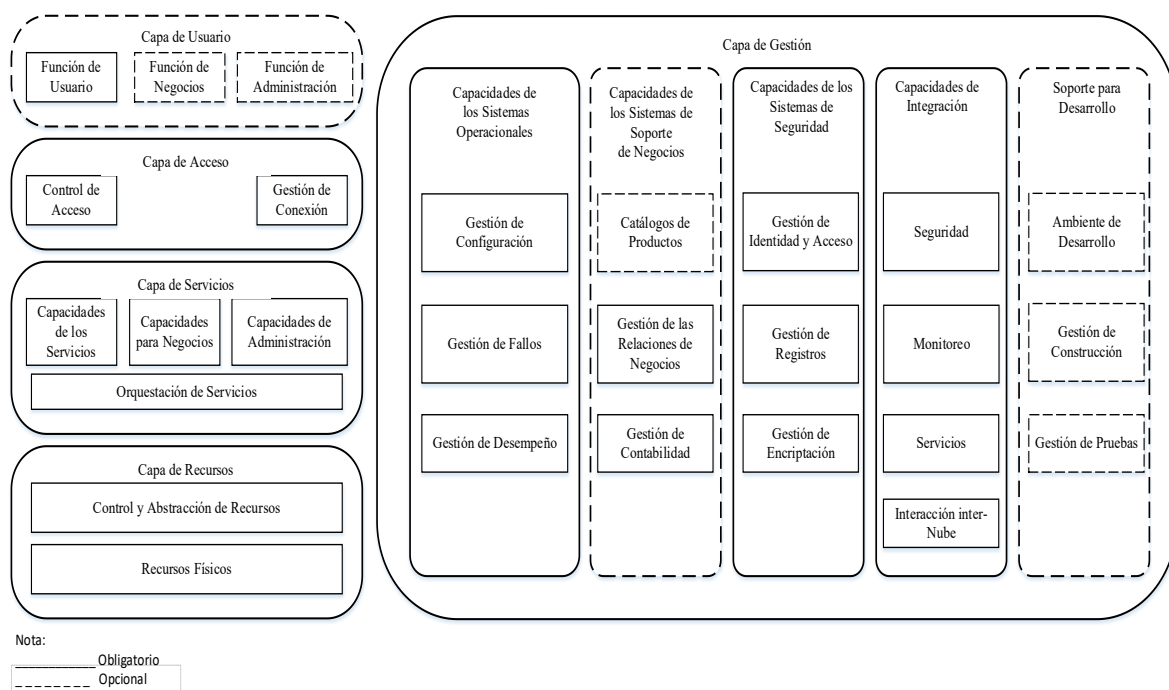 Capa de Usuario
Función de
Usuario
Función de
Negocios
Función de
Administración
Capa de Acceso
Control de
Acceso
Gestión de
Conexión
Capa de Servicios
Capacidades
de los
Servicios
Capacidades
para Negocios
Capacidades de
Administración
Orquestación de Servicios
Capa de Recursos
Control y Abstracción de Recursos
Recursos Físicos
Capa de Gestión
Capacidades de
los Sistemas
Operacionales
Gestión de
Configuración
Gestión de Fallos
Gestión de Desempeño
Capacidades de
los Sistemas de
Soporte
de Negocios
Catálogos de
Productos
Gestión de las
Relaciones de
Negocios
Gestión de
Contabilidad
Capacidades de los
Sistemas de
Seguridad
Gestión de
Identidad y Acceso
Gestión de
Registros
Gestión de
Encriptación
Capacidades de
Integración
Seguridad
Monitoreo
Servicios
Interacción inter-
Nube
Soporte para
Desarrollo
Ambiente de
Desarrollo
Gestión de
Construcción
Gestión de Pruebas
Nota:
Obligatorio
Opcional